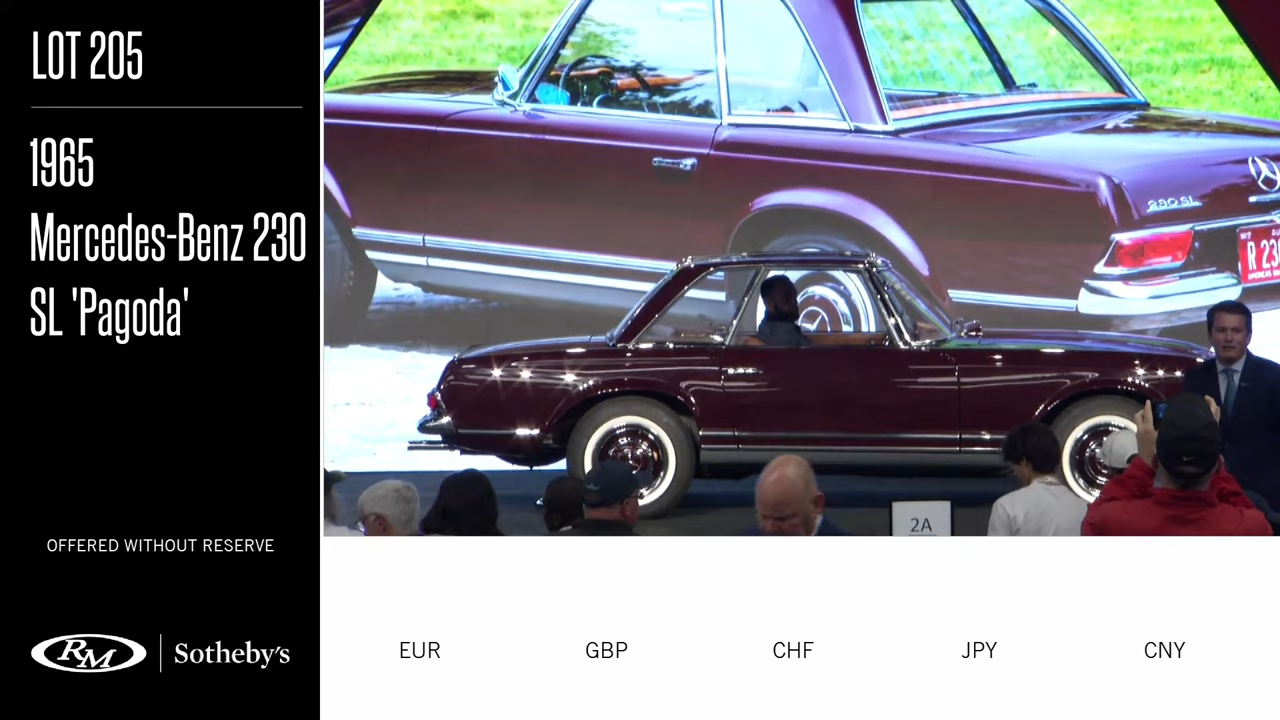 LOT 205
1965
Mercedes-Benz 230
SL 'Pagoda'
OFFERED WITHOUT RESERVE
RM
Sotheby's
230 SL
R 23
2A
EUR GBP CHF JPY CNY